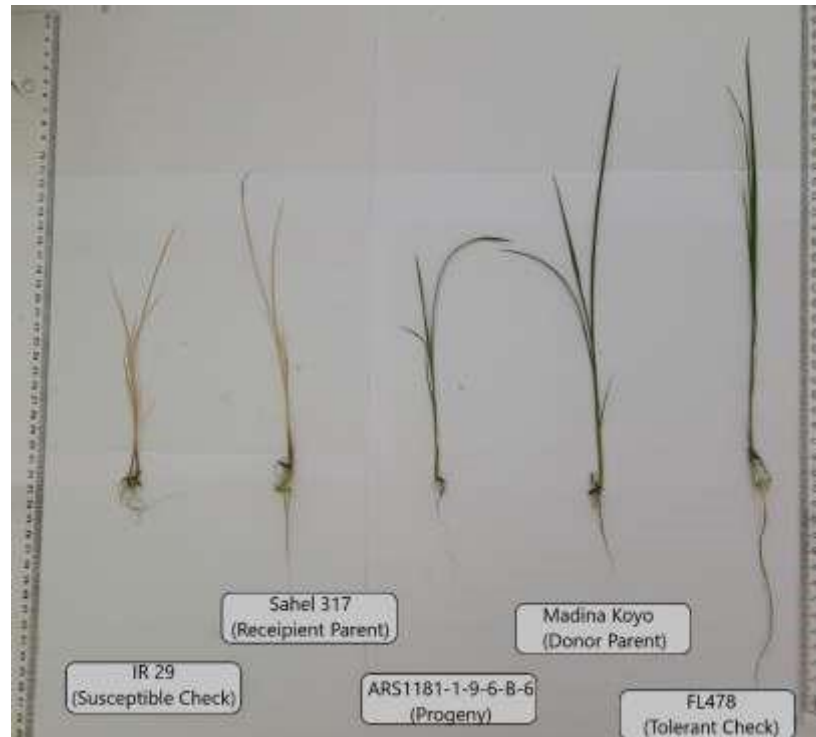 Sahel 317
(Receipient Parent)
Madina Koyo
(Donor Parent)
IR 29
(Susceptible Check)
ARS1181-1-9-6-B-6
(Progeny)
FL478
(Tolerant Check)